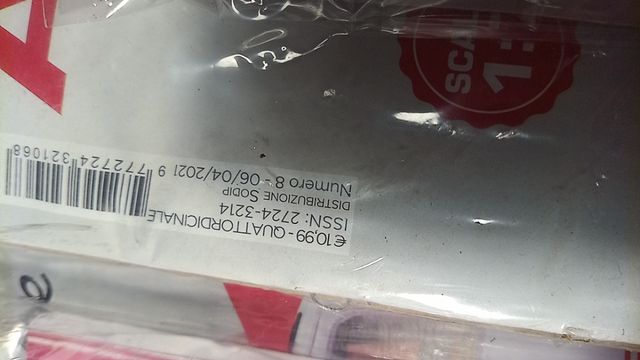 €10,99 - QUATTORDICINALE
ISSN: 2724-3214
DISTRIBUZIONE SODIP
Numero 8 - 06/04/2021
9 772724 321068
SCA
1:
A